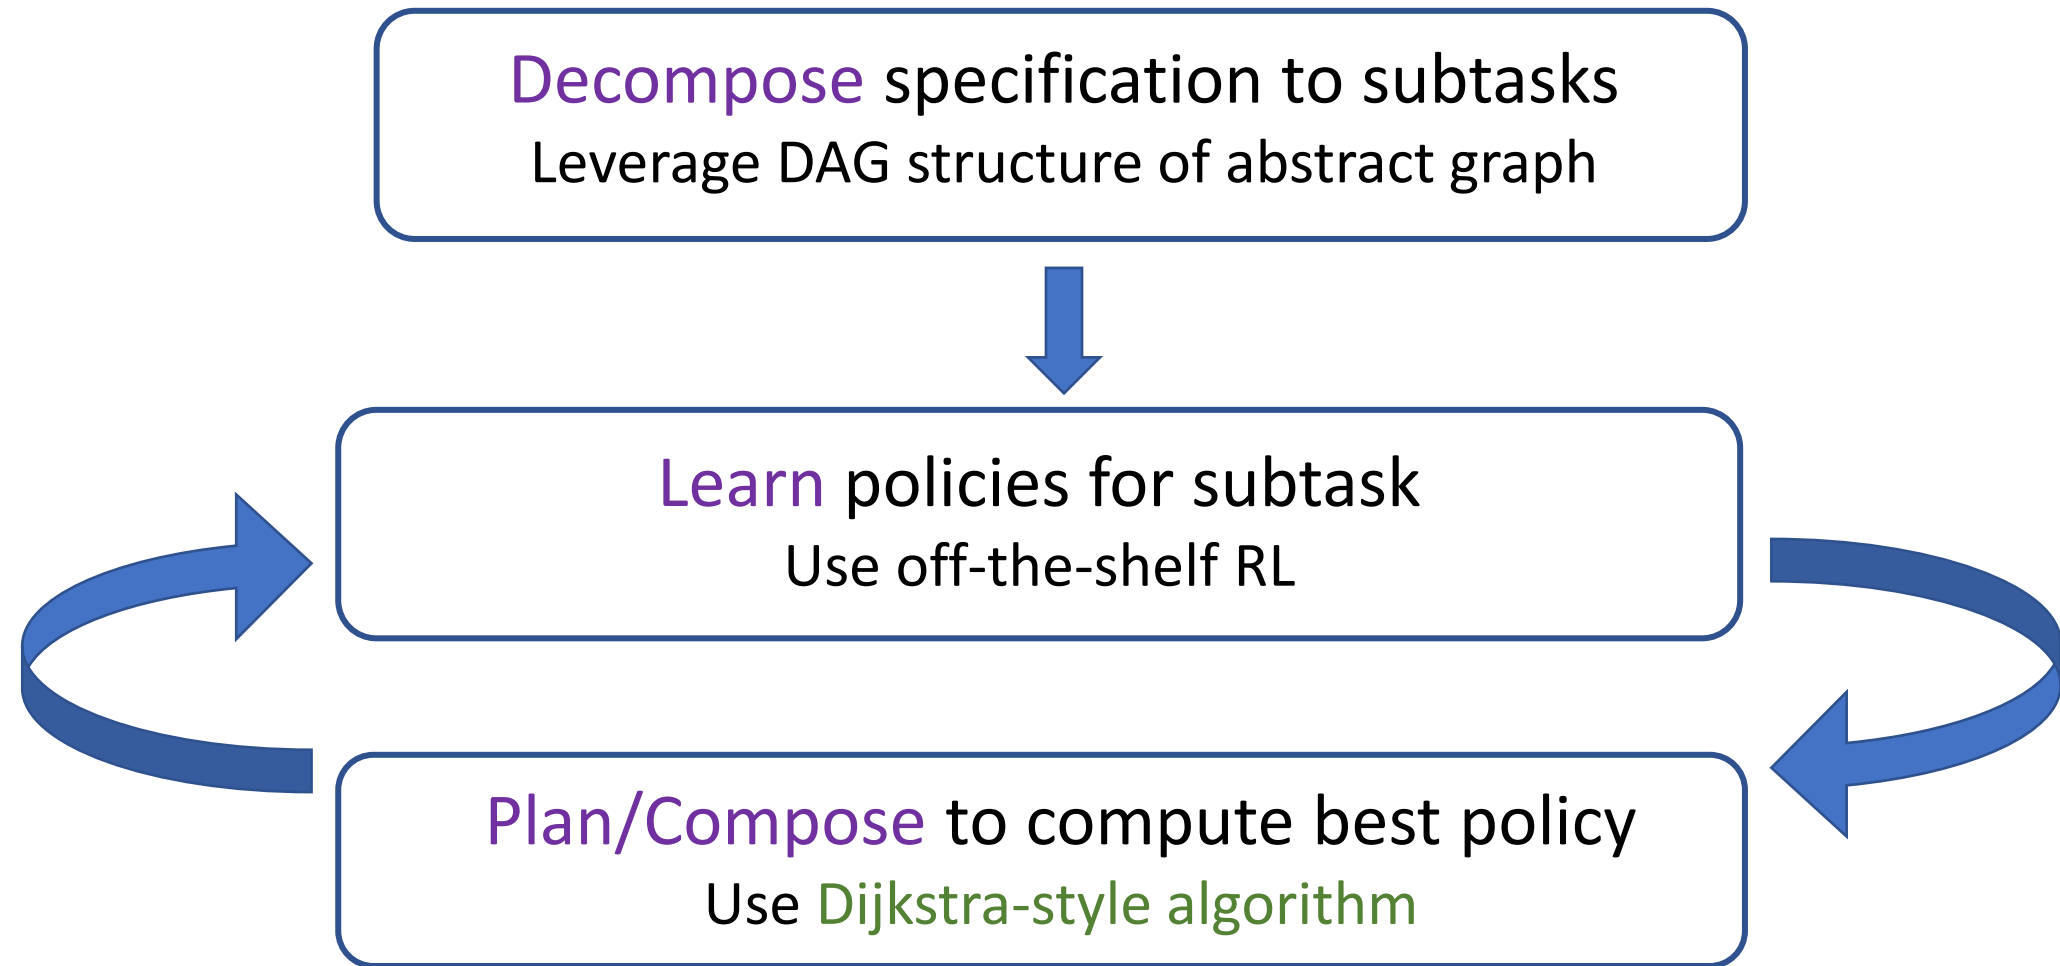 Decompose specification to subtasks
Leverage DAG structure of abstract graph
Learn policies for subtask
Use off-the-shelf RL
Plan/Compose to compute best policy
Use Dijkstra-style algorithm